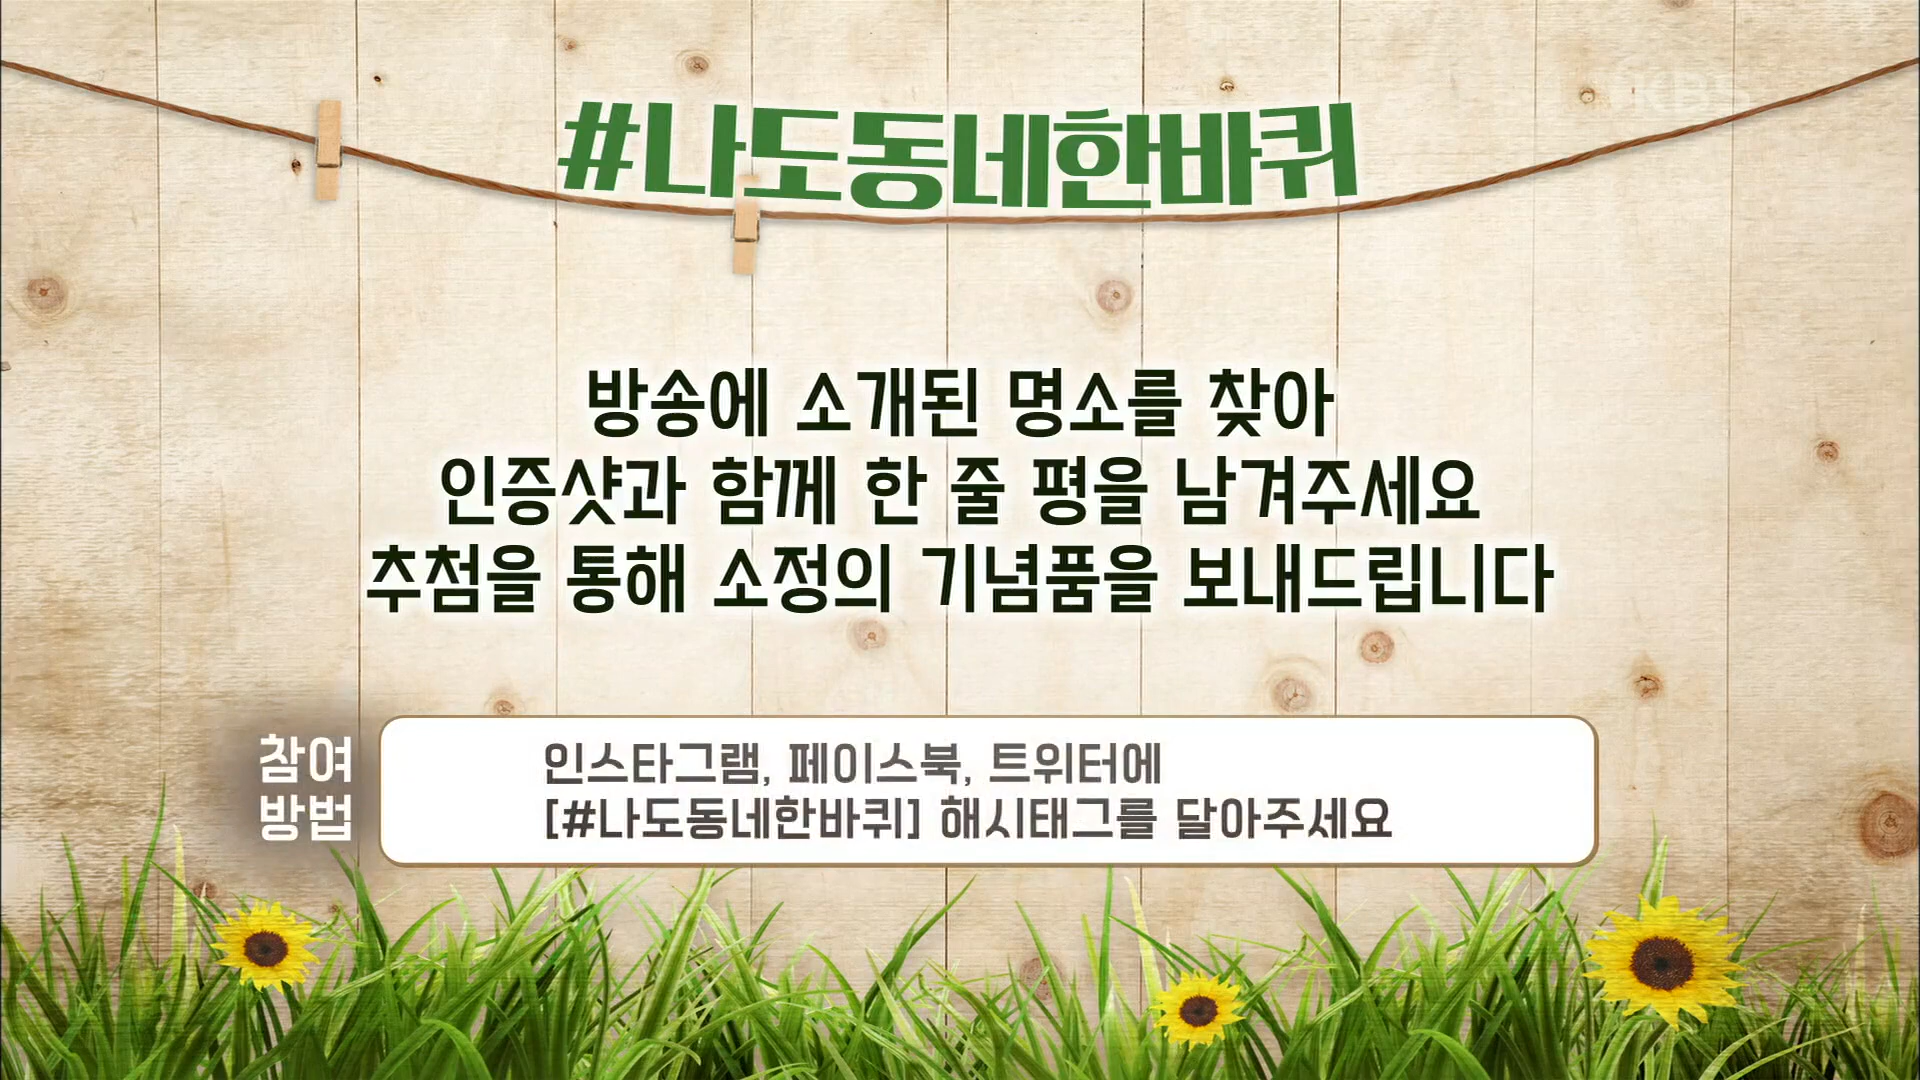 KBS
#나도동네한바퀴
방송에 소개된 명소를 찾아
인증샷과 함께 한 줄 평을 남겨주세요
추첨을 통해 소정의 기념품을 보내드립니다
참여
방법
인스타그램, 페이스북, 트위터에
[#나도동네한바퀴] 해시태그를 달아주세요